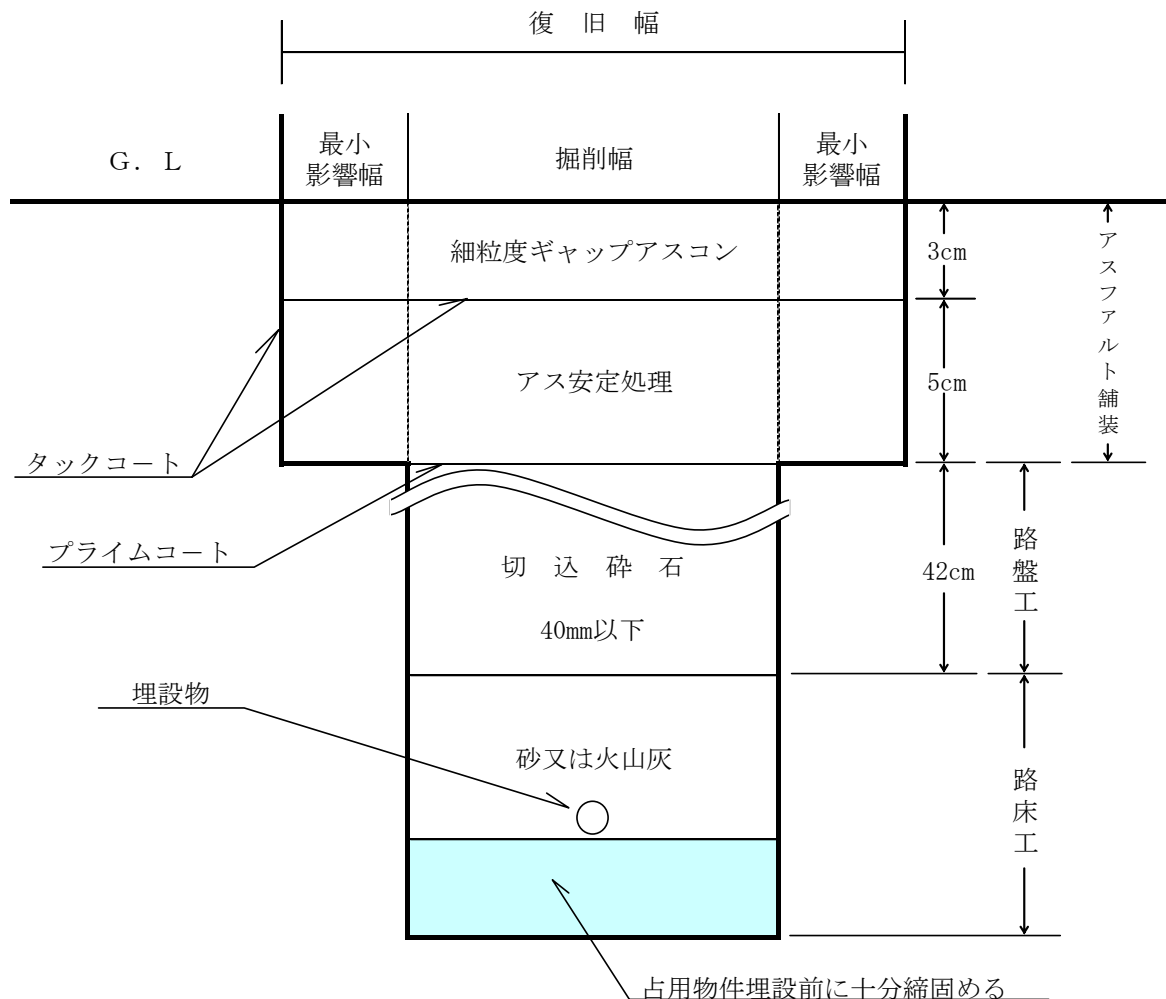 復 旧 幅
G. L
最小
影響幅
掘削幅
最小
影響幅
細粒度ギャップアスコン
3cm
アスファルト舗装
アス安定処理
5cm
タックコート
プライムコート
切 込 砕 石
40mm以下
42cm
路盤工
埋設物
砂又は火山灰
路床工
占用物件埋設前に十分締固める